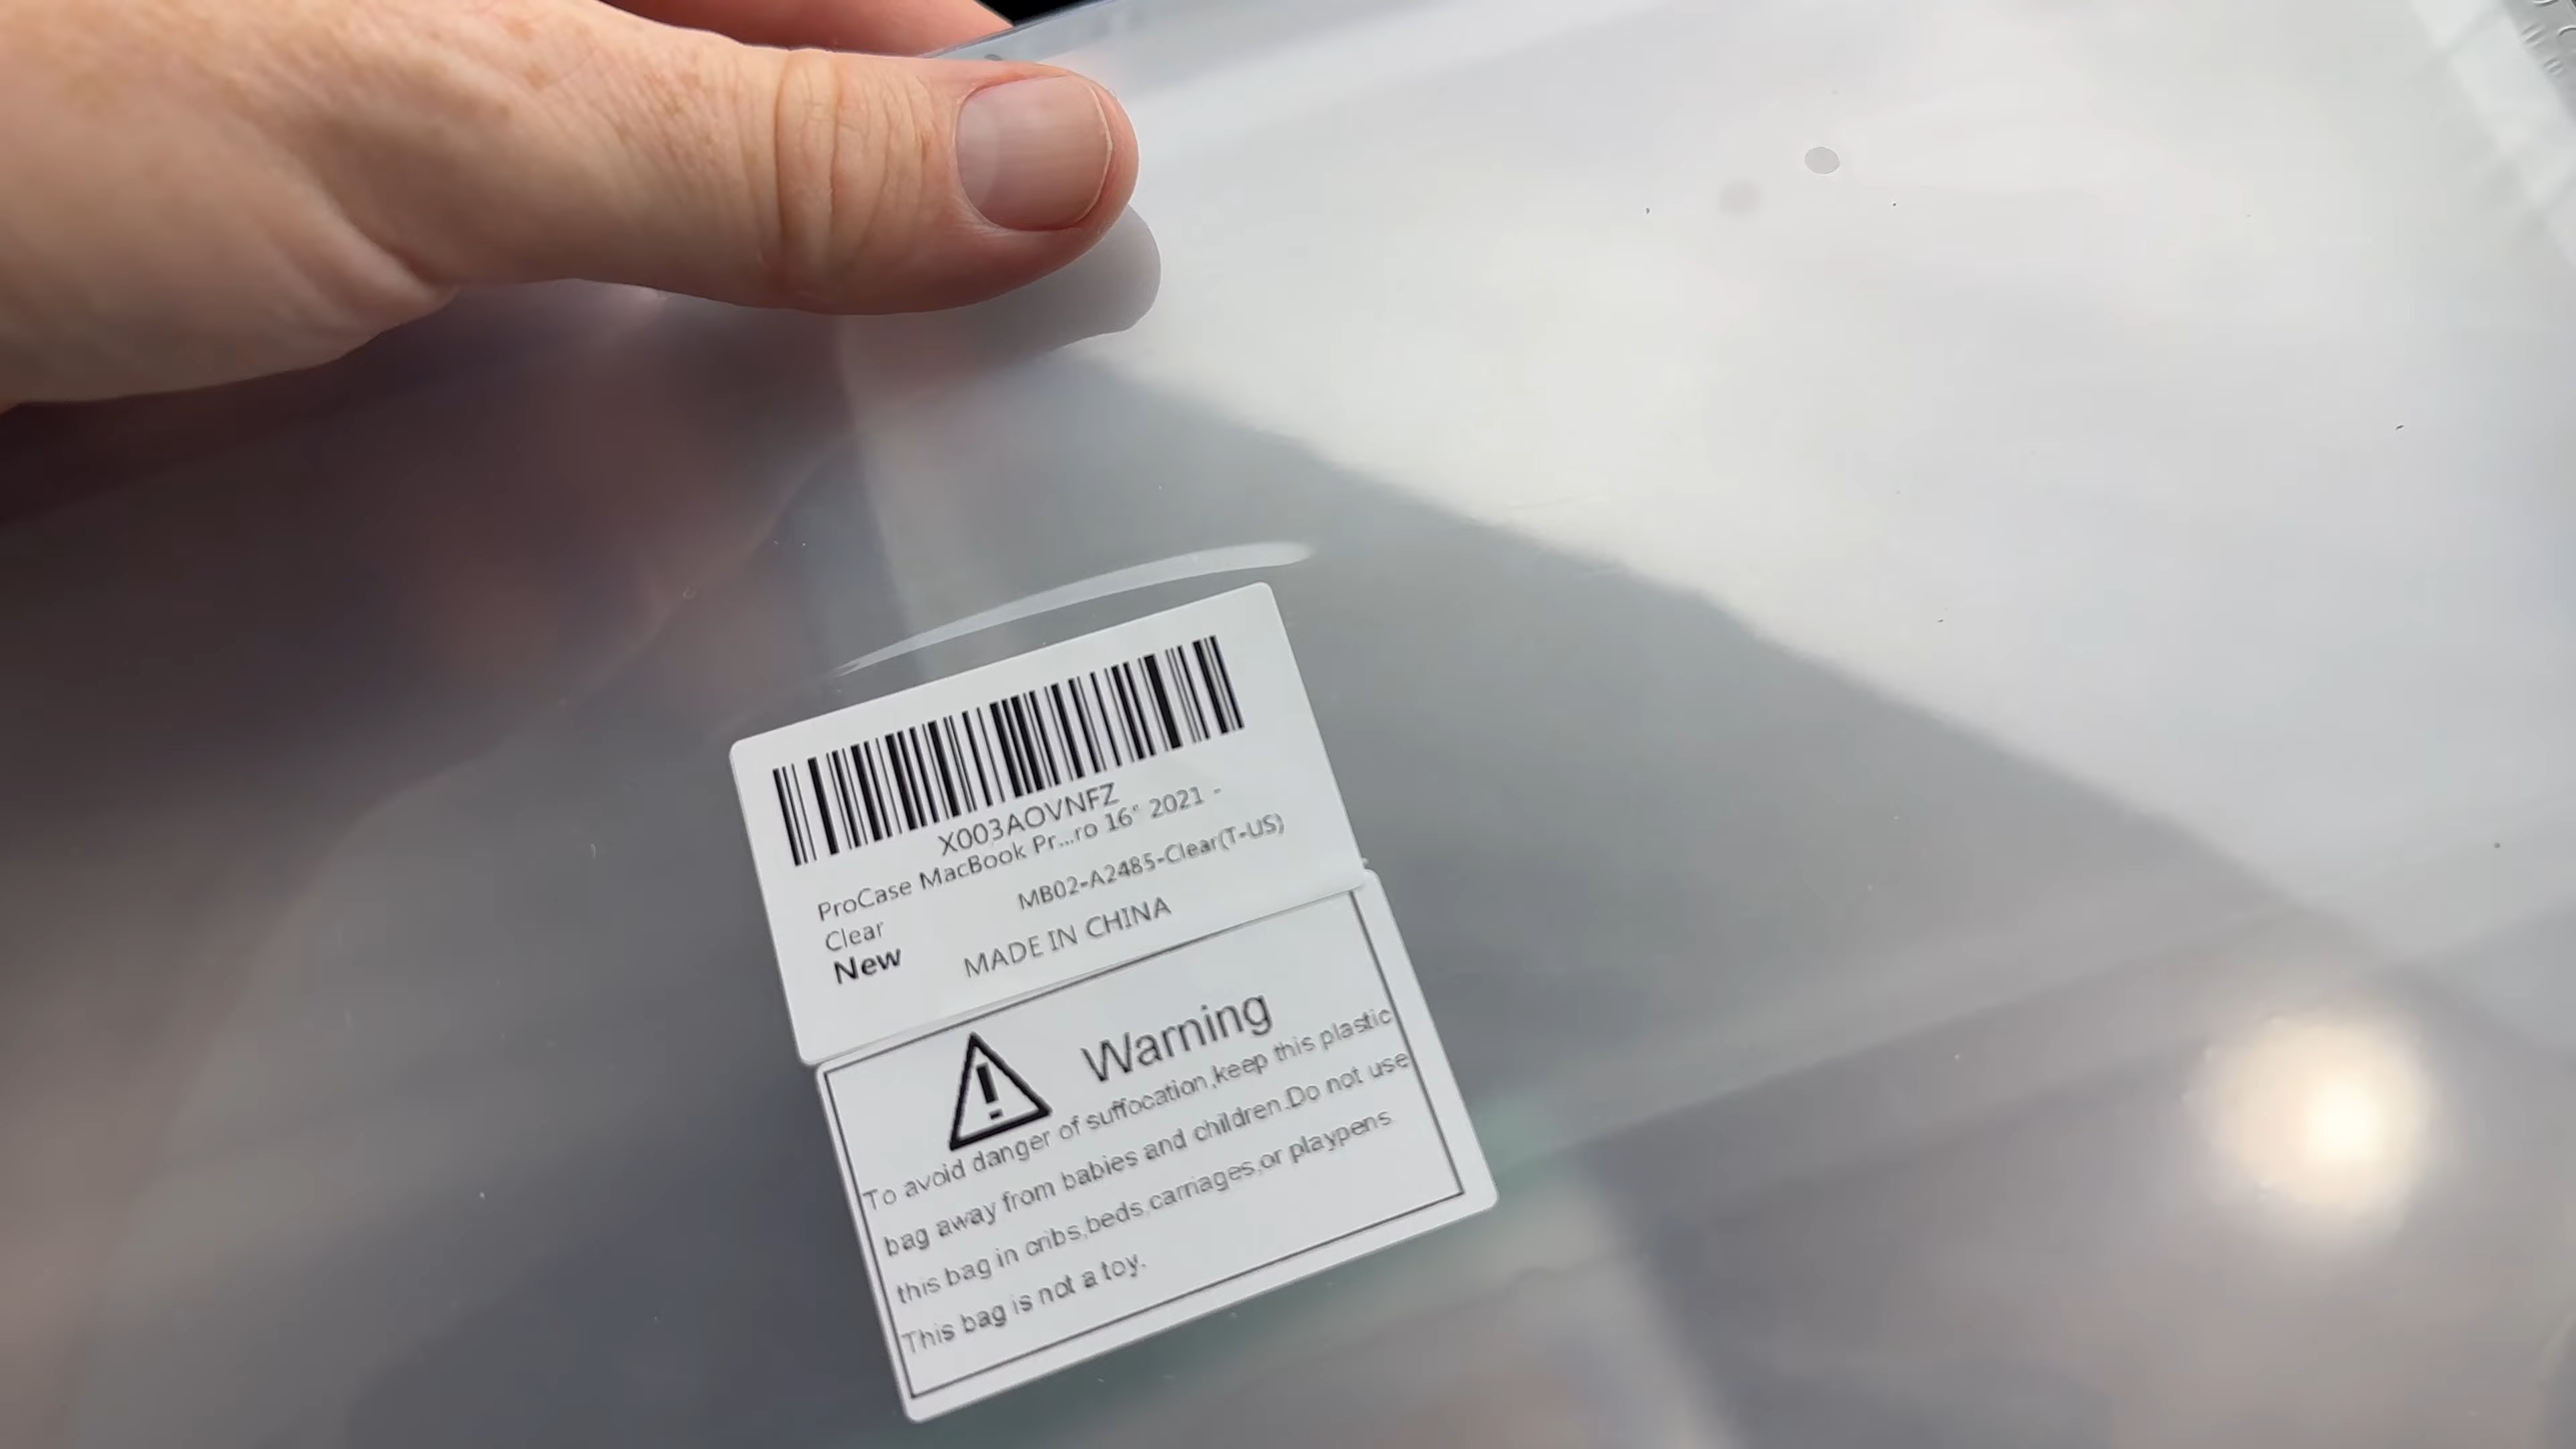 X003AOVNFZ
ProCase MacBook Pr...ro 16" 2021 -
Clear
MB02-A2485-Clear(T-US)
New
MADE IN CHINA
Warning
To avoid danger of suffocation,keep this plastic
bag away from babies and children.Do not use
this bag in cribs,beds,carriages,or playpens
This bag is not a toy.